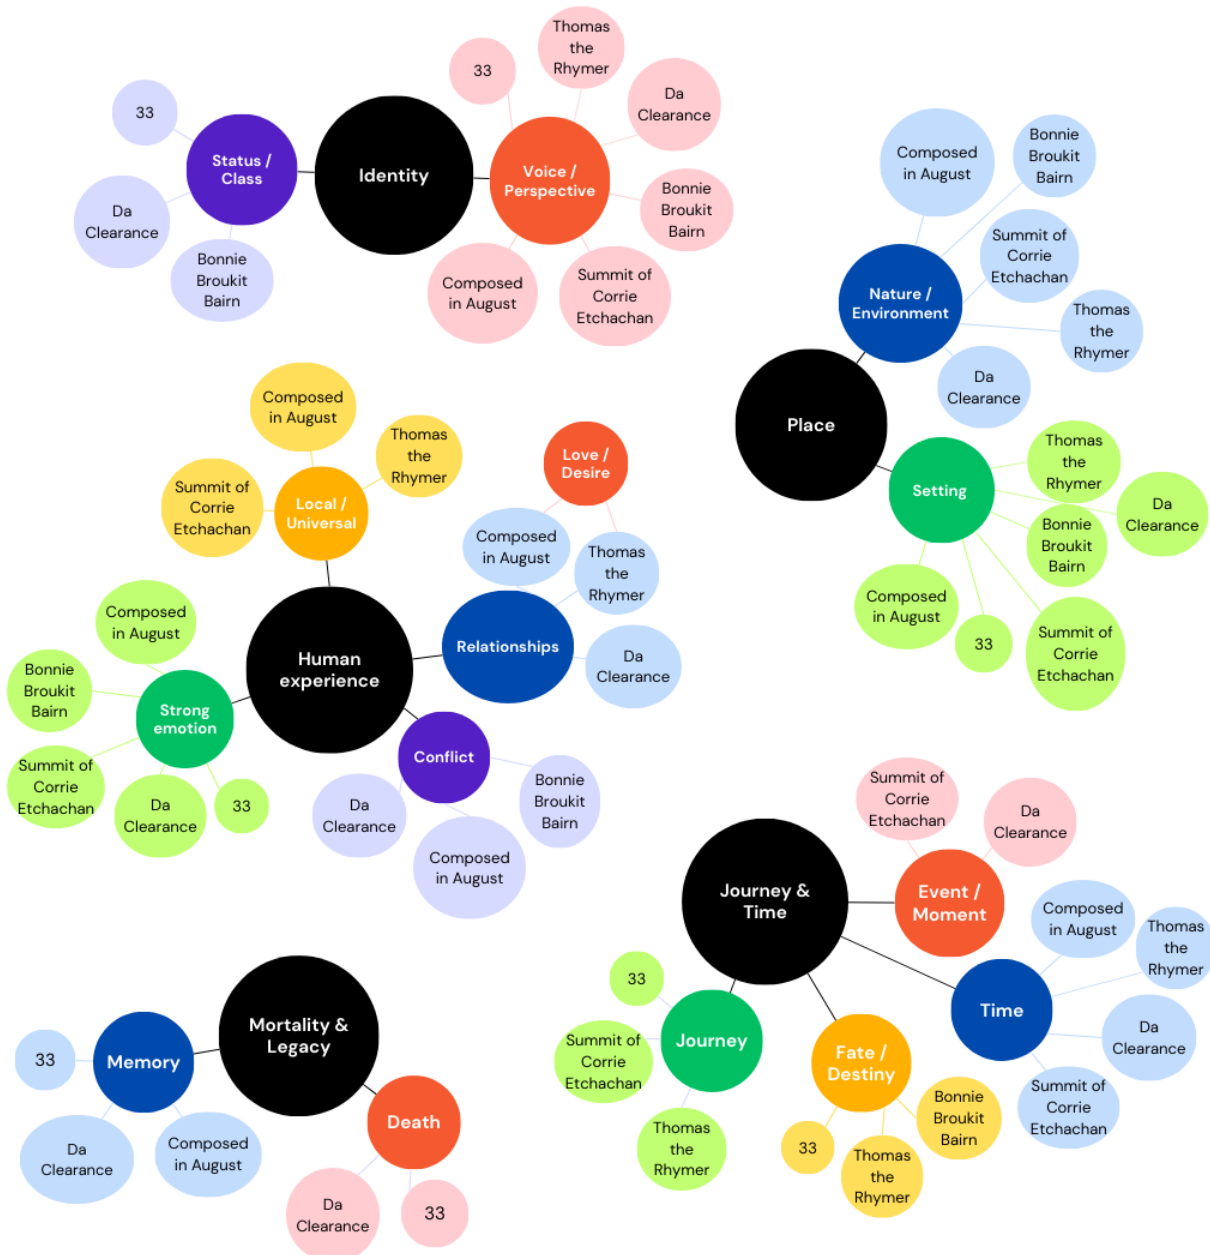 Identity
Status /
Class
33
Da
Clearance
Bonnie
Broukit
Bairn
Voice /
Perspective
33
Thomas
the
Rhymer
Da
Clearance
Bonnie
Broukit
Bairn
Summit of
Corrie
Etchachan
Composed
in August
Place
Nature /
Environment
Composed
in August
Bonnie
Broukit
Bairn
Summit of
Corrie
Etchachan
Thomas
the
Rhymer
Da
Clearance
Setting
Thomas
the
Rhymer
Da
Clearance
Bonnie
Broukit
Bairn
Summit of
Corrie
Etchachan
33
Composed
in August
Human
experience
Local /
Universal
Composed
in August
Thomas
the
Rhymer
Summit of
Corrie
Etchachan
Love /
Desire
Relationships
Composed
in August
Thomas
the
Rhymer
Da
Clearance
Strong
emotion
Composed
in August
Bonnie
Broukit
Bairn
Summit of
Corrie
Etchachan
Da
Clearance
33
Conflict
Da
Clearance
Composed
in August
Bonnie
Broukit
Bairn
Journey &
Time
Event /
Moment
Summit of
Corrie
Etchachan
Da
Clearance
Time
Composed
in August
Thomas
the
Rhymer
Da
Clearance
Summit of
Corrie
Etchachan
Fate /
Destiny
Bonnie
Broukit
Bairn
Thomas
the
Rhymer
33
Journey
33
Summit of
Corrie
Etchachan
Thomas
the
Rhymer
Mortality &
Legacy
Memory
33
Da
Clearance
Composed
in August
Death
Da
Clearance
33